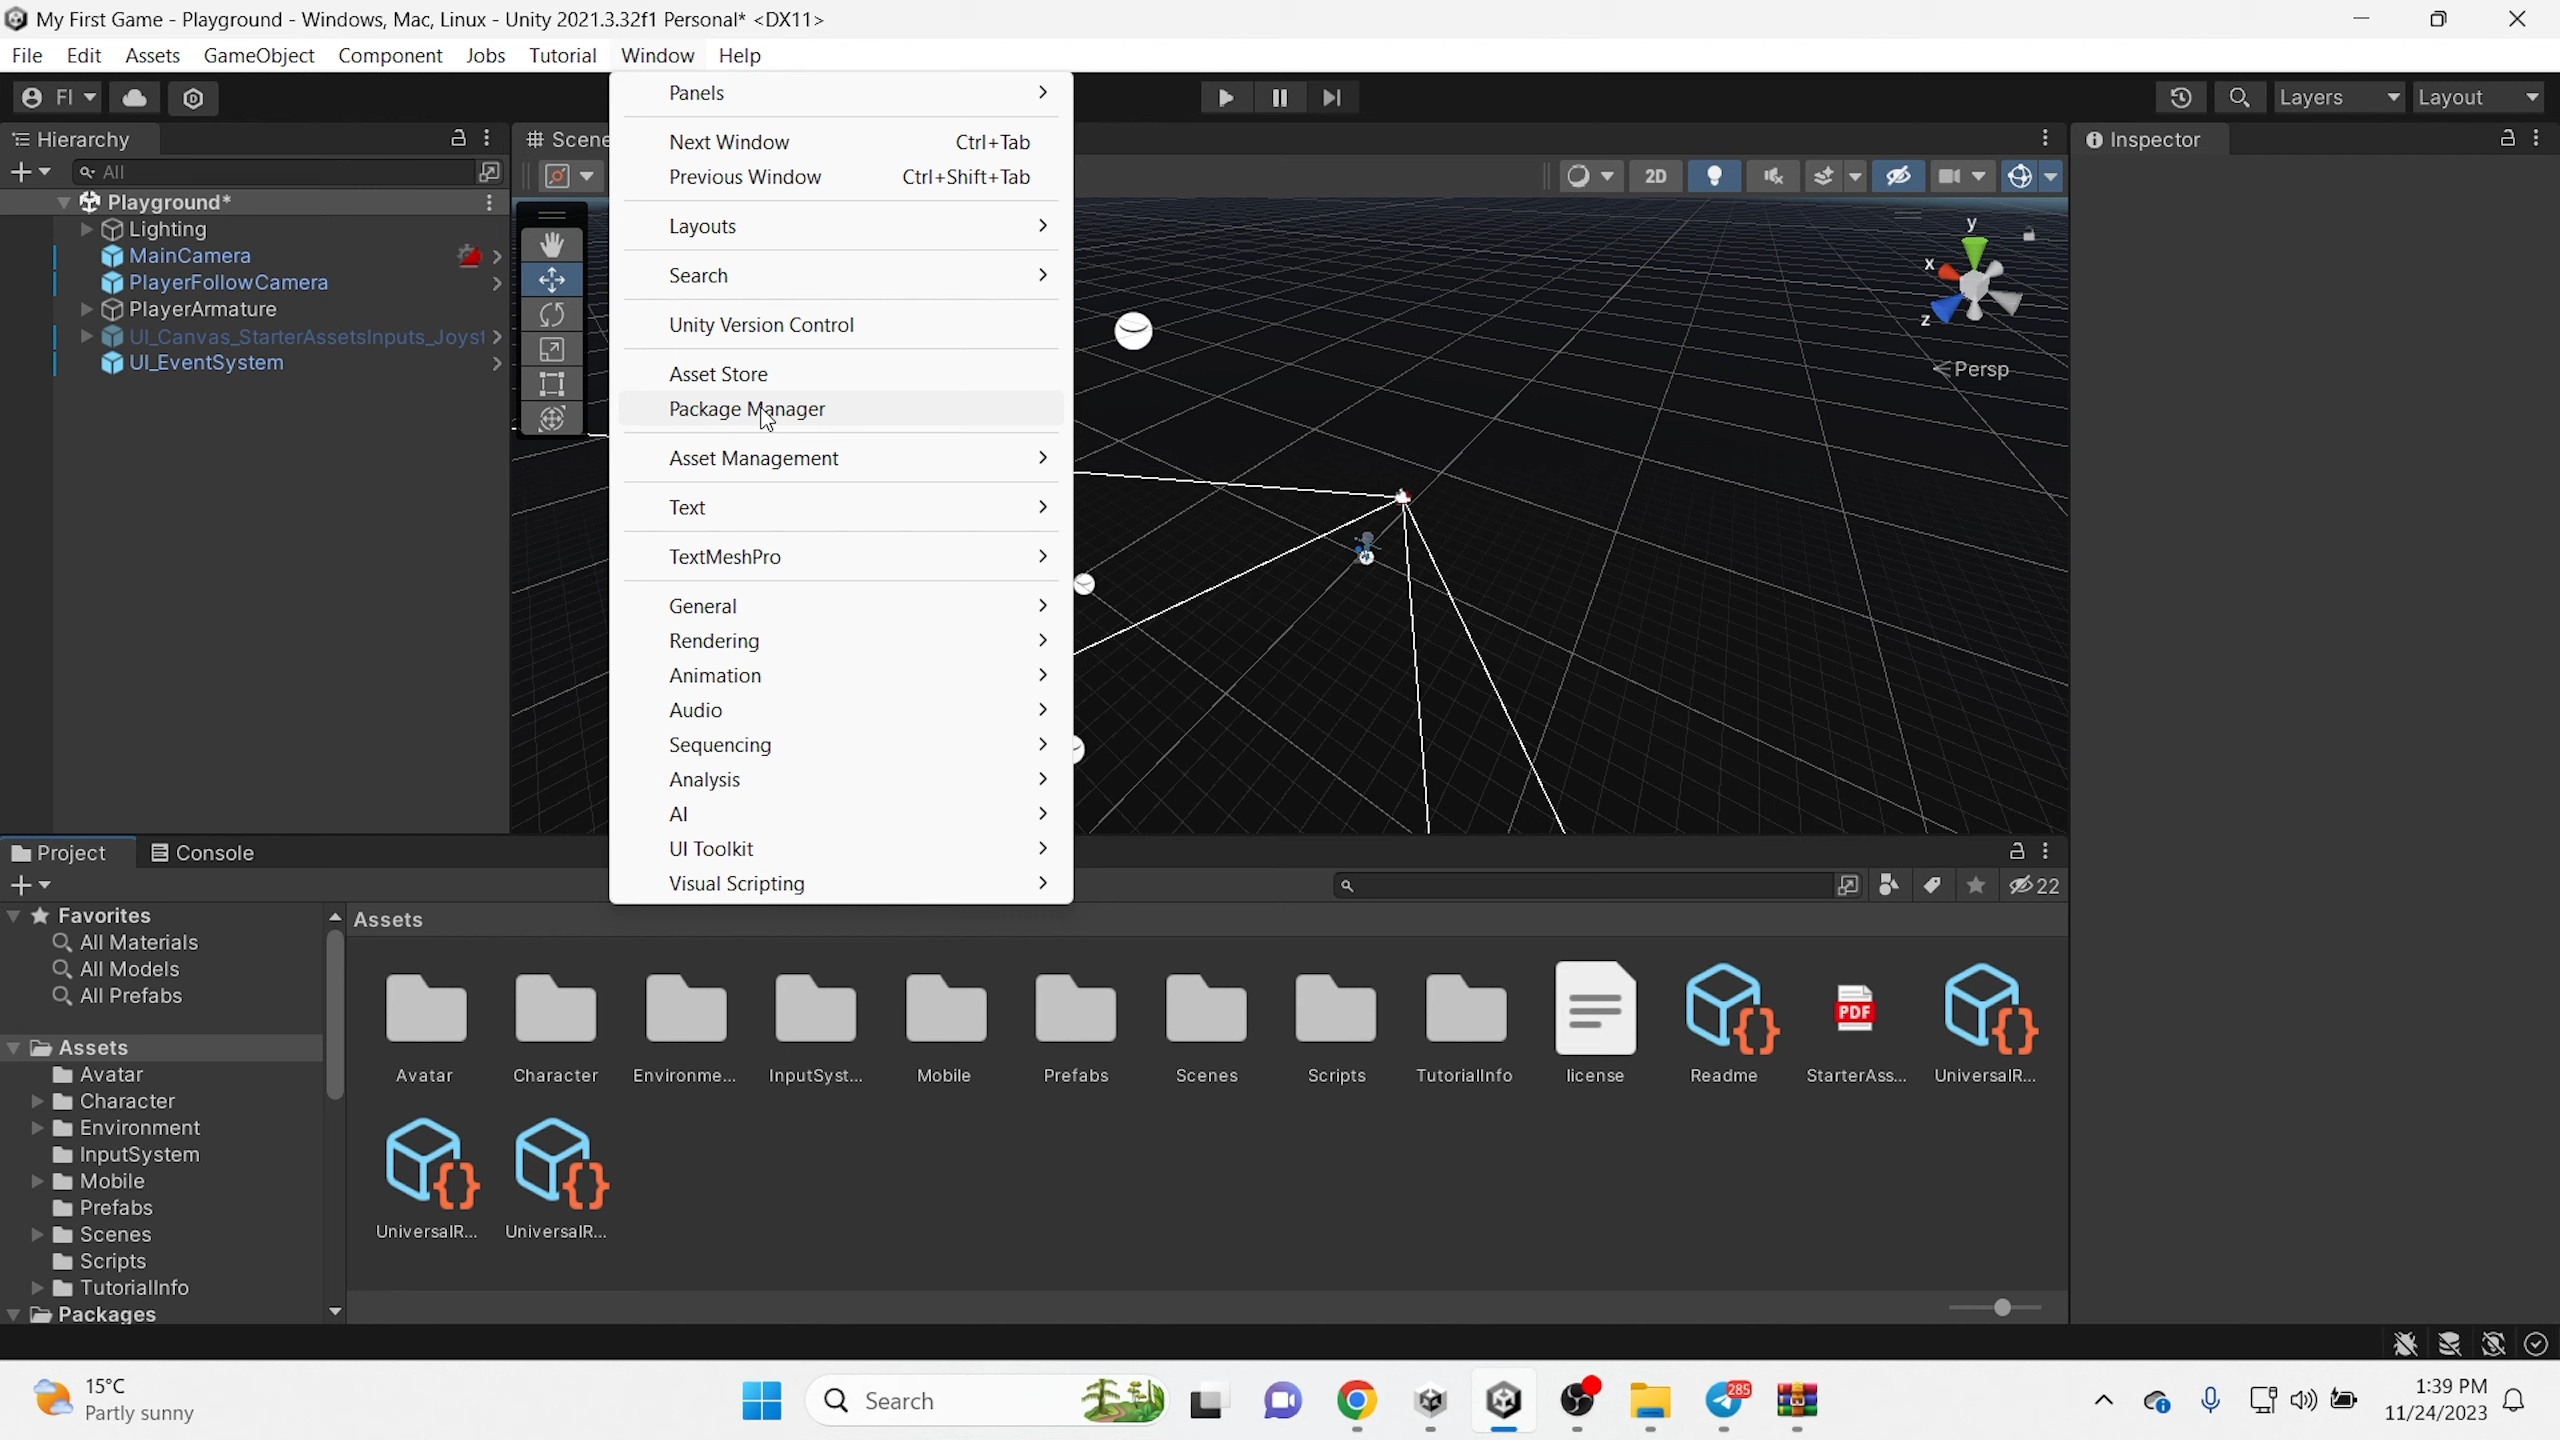 My First Game - Playground - Windows, Mac, Linux - Unity 2021.3.32f1 Personal* <DX11>
File Edit Assets GameObject Component Jobs Tutorial Window Help
FI
Layers
Layout
Hierarchy
All
Playground*
Lighting
MainCamera
PlayerFollowCamera
PlayerArmature
UI_Canvas_StarterAssetsInputs_Joyst
UI_EventSystem
Scene
Panels
Next Window Ctrl+Tab
Previous Window Ctrl+Shift+Tab
Layouts
Search
Unity Version Control
Asset Store
Package Manager
Asset Management
Text
TextMeshPro
General
Rendering
Animation
Audio
Sequencing
Analysis
AI
UI Toolkit
Visual Scripting
2D
y
x
z
Persp
Inspector
Project
Console
22
Favorites
All Materials
All Models
All Prefabs
Assets
Avatar
Character
Environment
InputSystem
Mobile
Prefabs
Scenes
Scripts
TutorialInfo
Packages
Assets
PDF
Avatar Character Environme... InputSyst... Mobile Prefabs Scenes Scripts TutorialInfo license Readme StarterAss... UniversalR...
UniversalR... UniversalR...
15°C
Partly sunny
Search
285
1:39 PM
11/24/2023